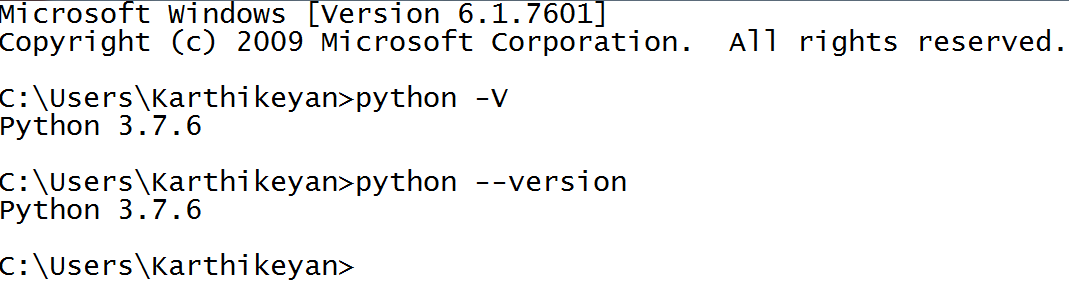 Microsoft Windows [Version 6.1.7601]
Copyright (c) 2009 Microsoft Corporation.  All rights reserved.
C:\Users\Karthikeyan>python -V
Python 3.7.6
C:\Users\Karthikeyan>python --version
Python 3.7.6
C:\Users\Karthikeyan>